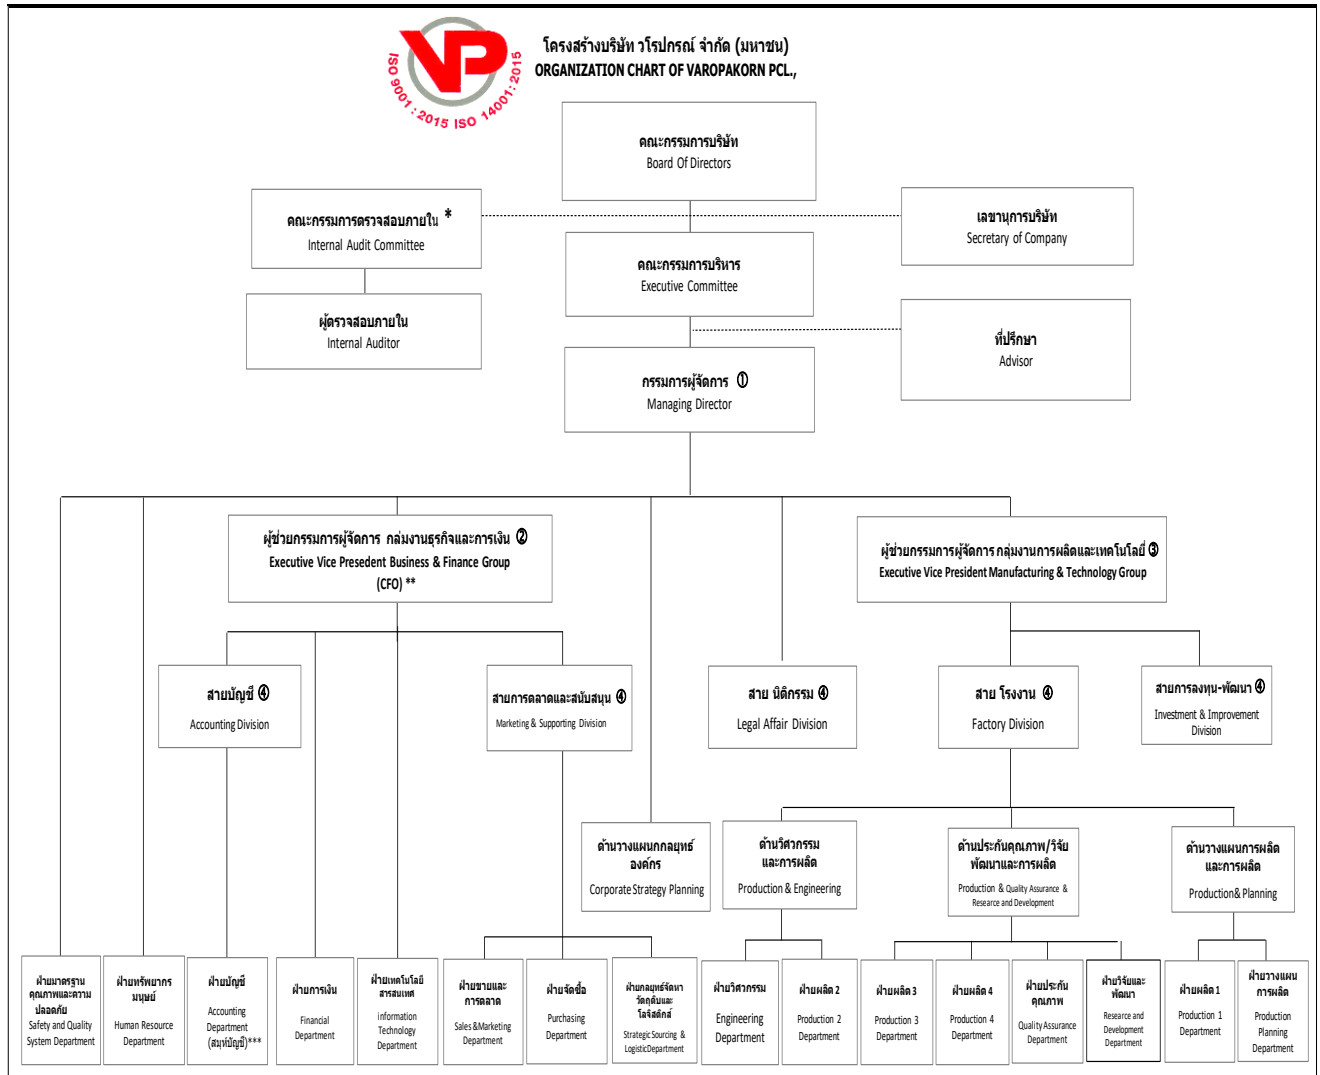 โครงสร้างบริษัท วโรปกรณ์ จำกัด (มหาชน)
ORGANIZATION CHART OF VAROPAKORN PCL.,
VP
ISO 9001 : 2015 ISO 14001 : 2015
คณะกรรมการบริษัท
Board Of Directors
คณะกรรมการตรวจสอบภายใน *
Internal Audit Committee
เลขานุการบริษัท
Secretary of Company
คณะกรรมการบริหาร
Executive Committee
ผู้ตรวจสอบภายใน
Internal Auditor
ที่ปรึกษา
Advisor
กรรมการผู้จัดการ ①
Managing Director
ผู้ช่วยกรรมการผู้จัดการ กลุ่มงานธุรกิจและการเงิน ②
Executive Vice Presedent Business & Finance Group
(CFO) **
ผู้ช่วยกรรมการผู้จัดการ กลุ่มงานการผลิตและเทคโนโลยี ③
Executive Vice President Manufacturing & Technology Group
สายบัญชี ④
Accounting Division
สายการตลาดและสนับสนุน ④
Marketing & Supporting Division
สาย นิติกรรม ④
Legal Affair Division
สาย โรงงาน ④
Factory Division
สายการลงทุน-พัฒนา ④
Investment & Improvement
Division
ด้านวางแผนกกลยุทธ์
องค์กร
Corporate Strategy Planning
ด้านวิศวกรรม
และการผลิต
Production & Engineering
ด้านประกันคุณภาพ/วิจัย
พัฒนาและการผลิต
Production & Quality Assurance &
Researce and Development
ด้านวางแผนการผลิต
และการผลิต
Production& Planning
ฝ่ายมาตรฐาน
คุณภาพและความ
ปลอดภัย
Safety and Quality
System Department
ฝ่ายทรัพยากร
มนุษย์
Human Resource
Department
ฝ่ายบัญชี
Accounting
Department
(สมุห์บัญชี)***
ฝ่ายการเงิน
Financial
Department
ฝ่ายเทคโนโลยี
สารสนเทศ
information
Technology
Department
ฝ่ายขายและ
การตลาด
Sales &Marketing
Department
ฝ่ายจัดซื้อ
Purchasing
Department
ฝ่ายกลยุทธ์จัดหา
วัตถุดิบและ
โลจิสติกส์
Strategic Sourcing &
LogisticDepartment
ฝ่ายวิศวกรรม
Engineering
Department
ฝ่ายผลิต 2
Production 2
Department
ฝ่ายผลิต 3
Production 3
Department
ฝ่ายผลิต 4
Production 4
Department
ฝ่ายประกัน
คุณภาพ
Quality Assurance
Department
ฝ่ายวิจัยและ
พัฒนา
Researce and
Development
Department
ฝ่ายผลิต 1
Production 1
Department
ฝ่ายวางแผน
การผลิต
Production
Planning
Department